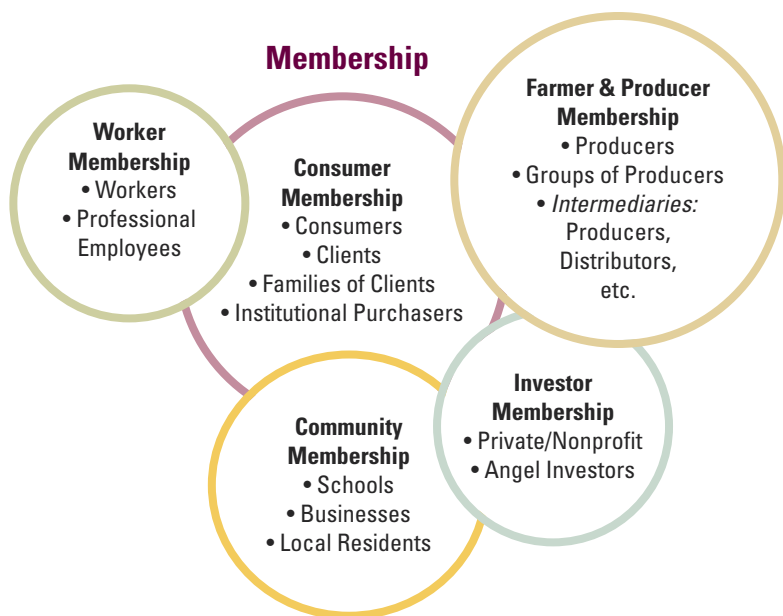 Membership
Worker
Membership
• Workers
• Professional
Employees
Consumer
Membership
• Consumers
• Clients
• Families of Clients
• Institutional Purchasers
Farmer & Producer
Membership
• Producers
• Groups of Producers
• Intermediaries:
Producers,
Distributors,
etc.
Community
Membership
• Schools
• Businesses
• Local Residents
Investor
Membership
• Private/Nonprofit
• Angel Investors